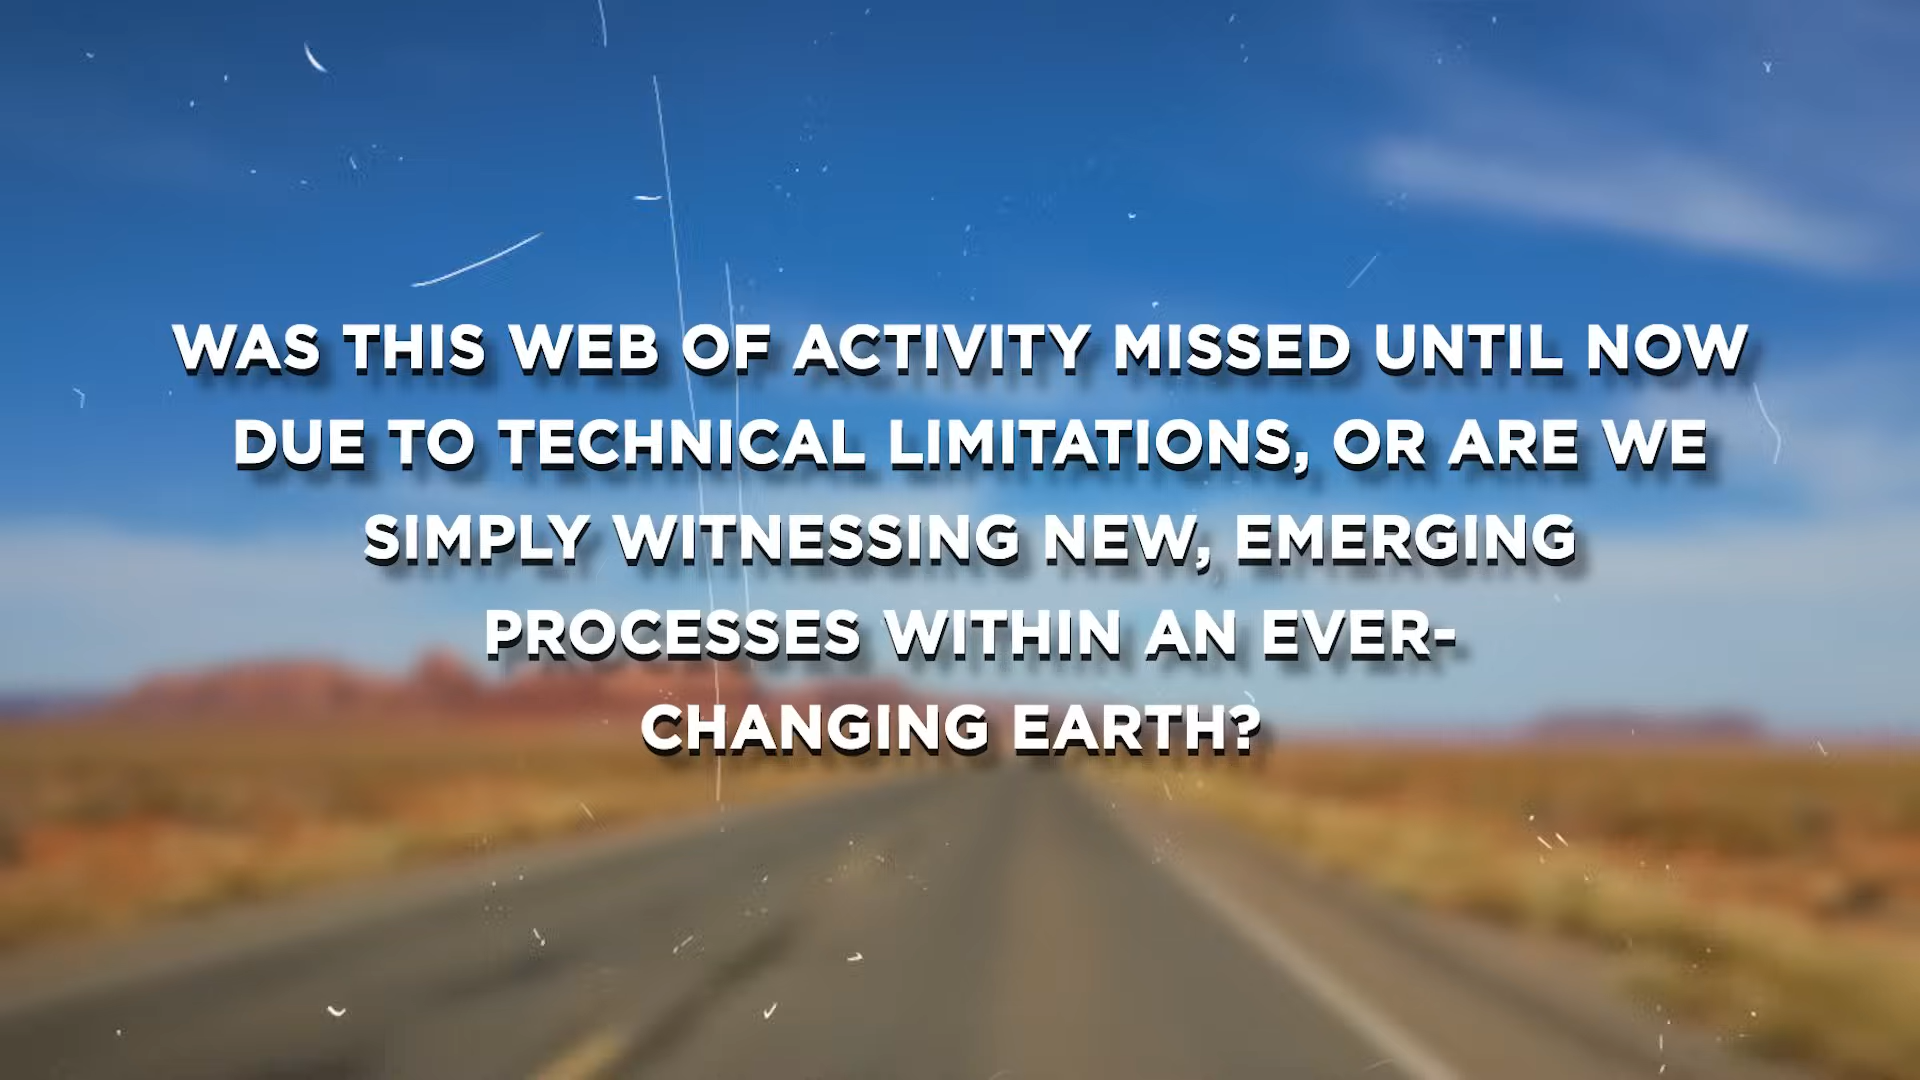 WAS THIS WEB OF ACTIVITY MISSED UNTIL NOW
DUE TO TECHNICAL LIMITATIONS, OR ARE WE
SIMPLY WITNESSING NEW, EMERGING
PROCESSES WITHIN AN EVER-
CHANGING EARTH?